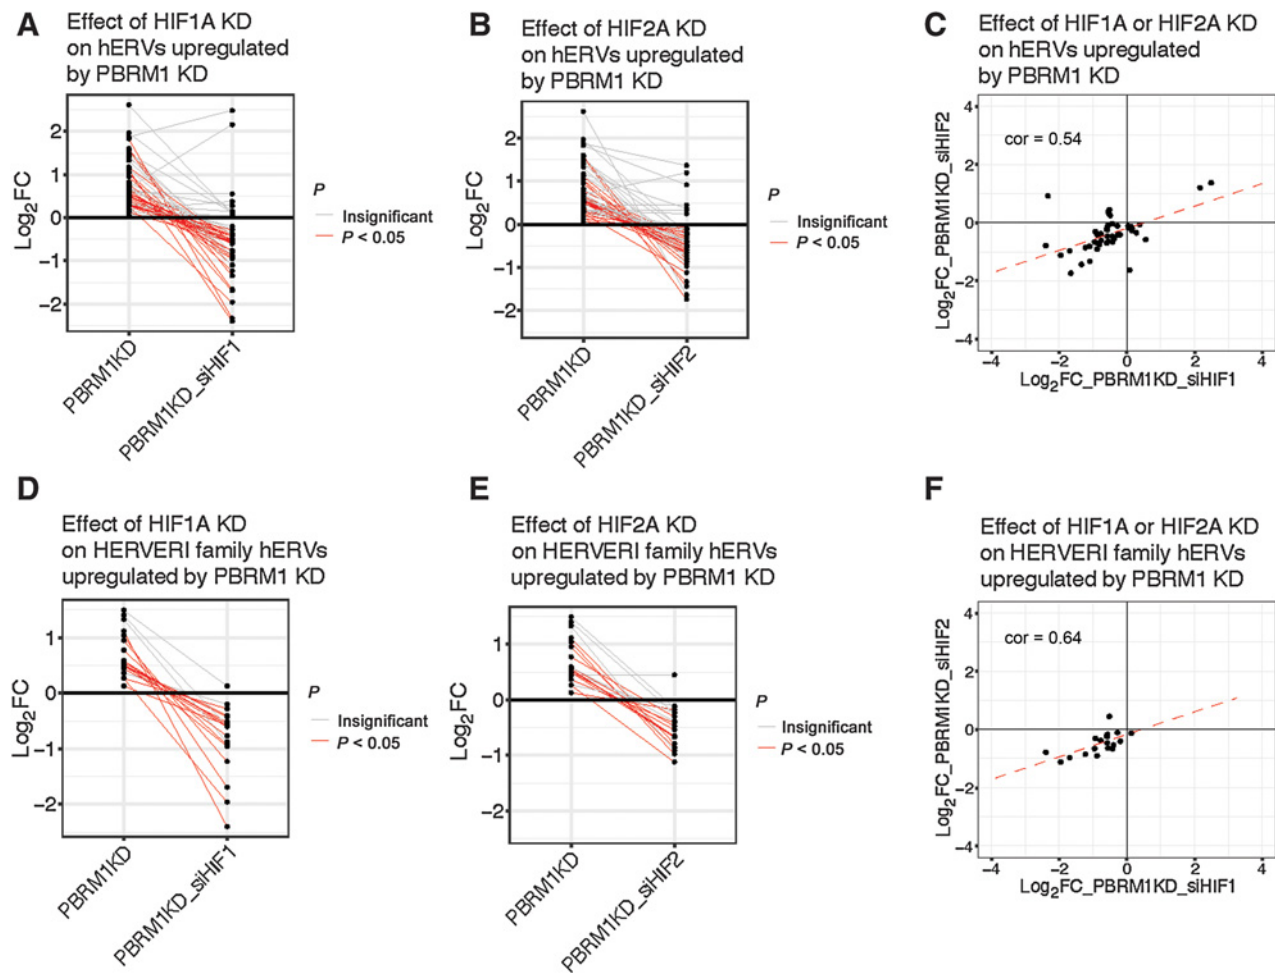 A
Effect of HIF1A KD
on hERVs upregulated
by PBRM1 KD
Log2FC
2
1
0
−1
−2
PBRM1KD
PBRM1KD_siHIF1
P
Insignificant
P < 0.05
B
Effect of HIF2A KD
on hERVs upregulated
by PBRM1 KD
Log2FC
2
1
0
−1
−2
PBRM1KD
PBRM1KD_siHIF2
P
Insignificant
P < 0.05
C
Effect of HIF1A or HIF2A KD
on hERVs upregulated
by PBRM1 KD
Log2FC_PBRM1KD_siHIF2
4
2
0
−2
−4
cor = 0.54
−4 −2 0 2 4
Log2FC_PBRM1KD_siHIF1
D
Effect of HIF1A KD
on HERVERI family hERVs
upregulated by PBRM1 KD
Log2FC
1
0
−1
−2
PBRM1KD
PBRM1KD_siHIF1
P
Insignificant
P < 0.05
E
Effect of HIF2A KD
on HERVERI family hERVs
upregulated by PBRM1 KD
Log2FC
1
0
−1
−2
PBRM1KD
PBRM1KD_siHIF2
P
Insignificant
P < 0.05
F
Effect of HIF1A or HIF2A KD
on HERVERI family hERVs
upregulated by PBRM1 KD
Log2FC_PBRM1KD_siHIF2
4
2
0
−2
−4
cor = 0.64
−4 −2 0 2 4
Log2FC_PBRM1KD_siHIF1